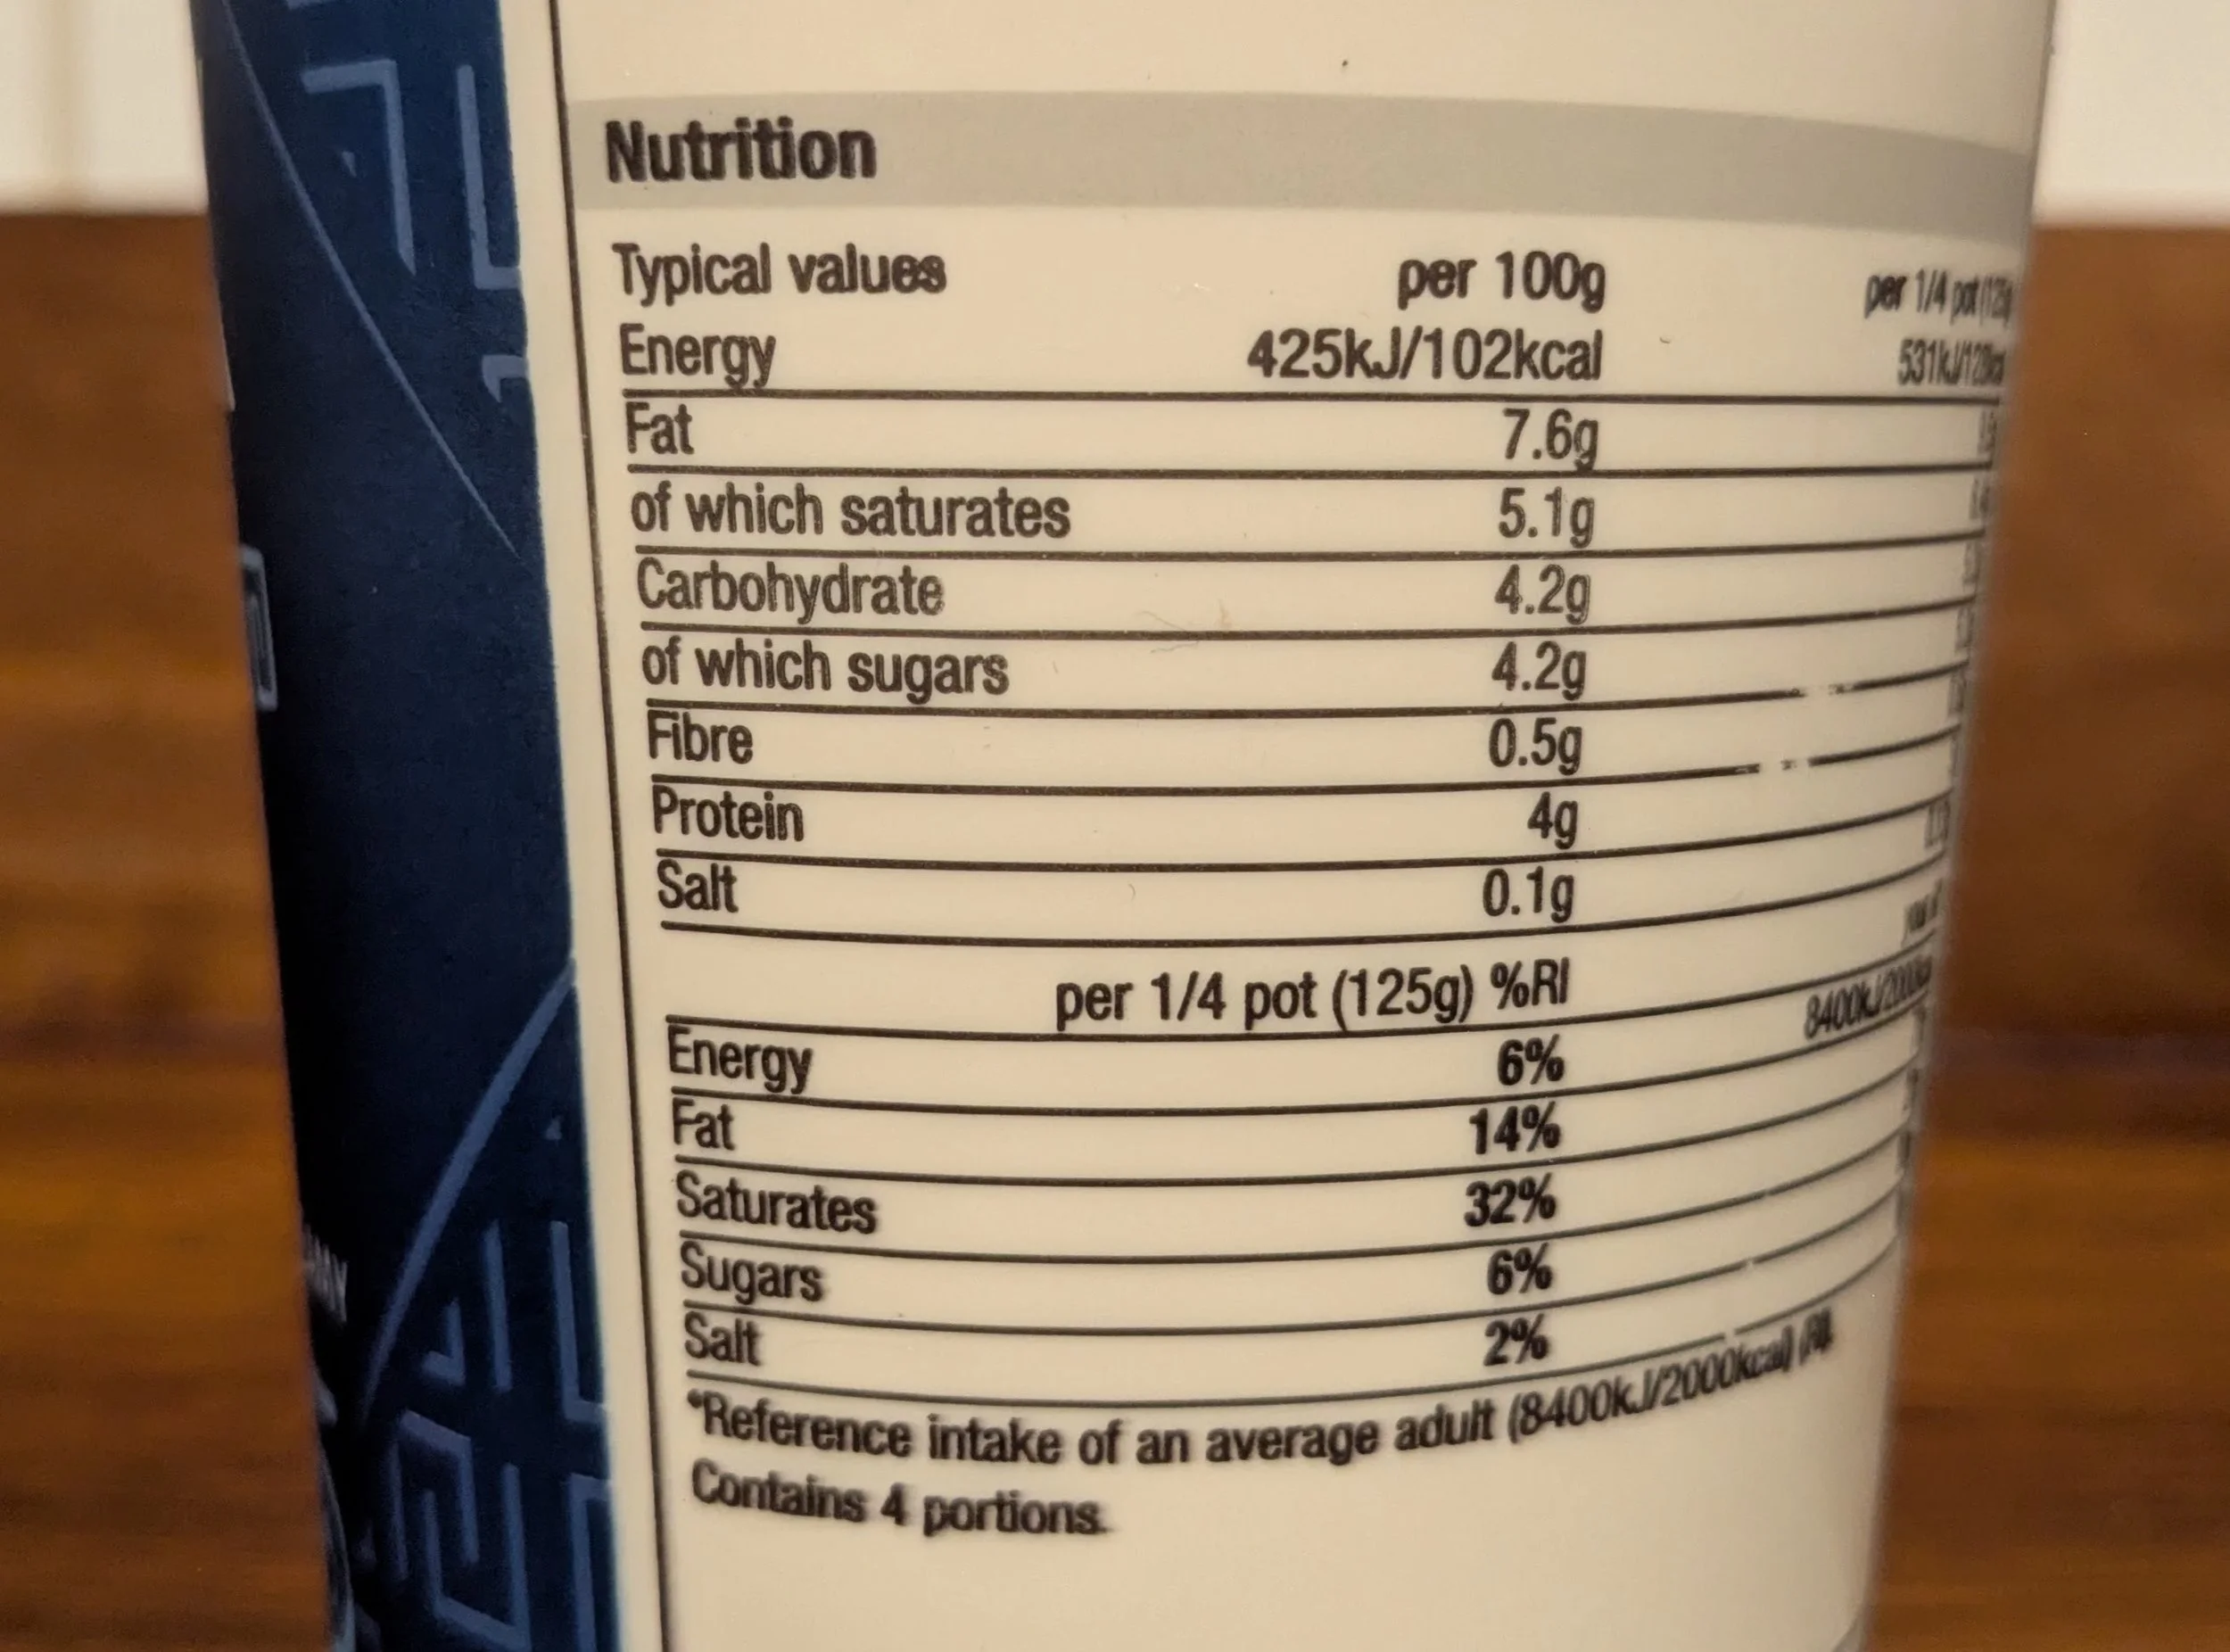 Nutrition
Typical values per 100g per 1/4 pot
Energy 425kJ/102kcal
Fat 7.6g
of which saturates 5.1g
Carbohydrate 4.2g
of which sugars 4.2g
Fibre 0.5g
Protein 4g
Salt 0.1g
per 1/4 pot (125g) %RI
Energy 6%
Fat 14%
Saturates 32%
Sugars 6%
Salt 2%
*Reference intake of an average adult (8400kJ/2000kcal)
Contains 4 portions.